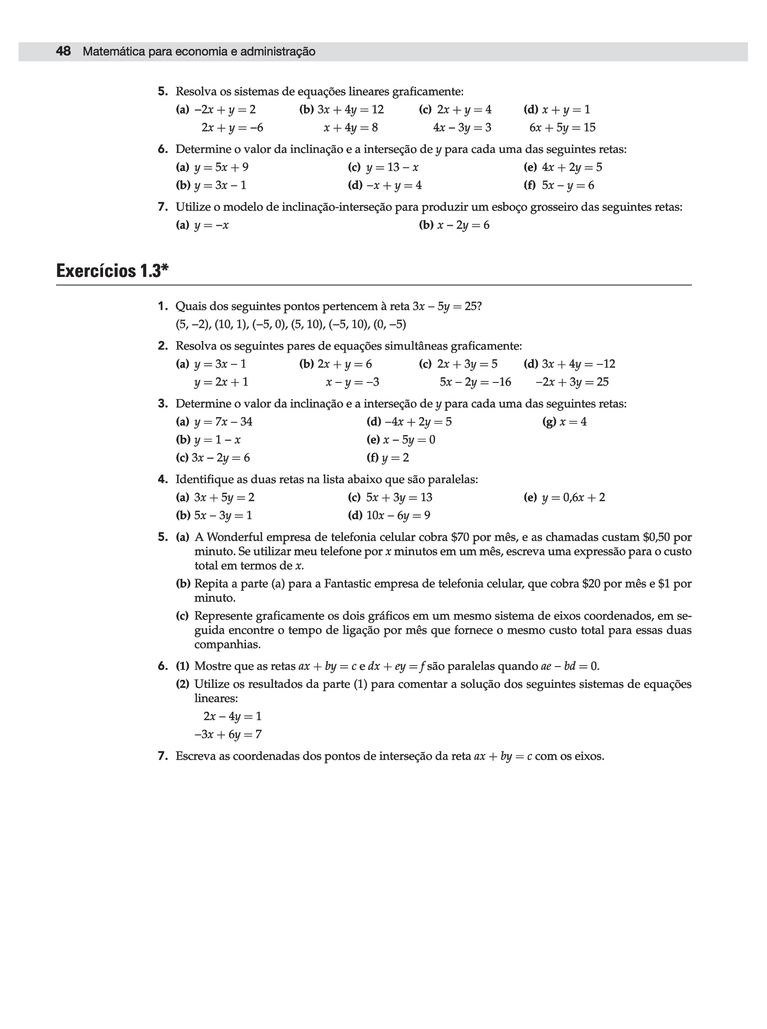 48 Matemática para economia e administração
5. Resolva os sistemas de equações lineares graficamente:
(a) –2x + y = 2 (b) 3x + 4y = 12 (c) 2x + y = 4 (d) x + y = 1
2x + y = –6 x + 4y = 8 4x – 3y = 3 6x + 5y = 15
6. Determine o valor da inclinação e a interseção de y para cada uma das seguintes retas:
(a) y = 5x + 9 (c) y = 13 – x (e) 4x + 2y = 5
(b) y = 3x – 1 (d) –x + y = 4 (f) 5x – y = 6
7. Utilize o modelo de inclinação-interseção para produzir um esboço grosseiro das seguintes retas:
(a) y = –x (b) x – 2y = 6
Exercícios 1.3*
1. Quais dos seguintes pontos pertencem à reta 3x – 5y = 25?
(5, –2), (10, 1), (–5, 0), (5, 10), (–5, 10), (0, –5)
2. Resolva os seguintes pares de equações simultâneas graficamente:
(a) y = 3x – 1 (b) 2x + y = 6 (c) 2x + 3y = 5 (d) 3x + 4y = –12
y = 2x + 1 x – y = –3 5x – 2y = –16 –2x + 3y = 25
3. Determine o valor da inclinação e a interseção de y para cada uma das seguintes retas:
(a) y = 7x – 34 (d) –4x + 2y = 5 (g) x = 4
(b) y = 1 – x (e) x – 5y = 0
(c) 3x – 2y = 6 (f) y = 2
4. Identifique as duas retas na lista abaixo que são paralelas:
(a) 3x + 5y = 2 (c) 5x + 3y = 13 (e) y = 0,6x + 2
(b) 5x – 3y = 1 (d) 10x – 6y = 9
5. (a) A Wonderful empresa de telefonia celular cobra $70 por mês, e as chamadas custam $0,50 por
minuto. Se utilizar meu telefone por x minutos em um mês, escreva uma expressão para o custo
total em termos de x.
(b) Repita a parte (a) para a Fantastic empresa de telefonia celular, que cobra $20 por mês e $1 por
minuto.
(c) Represente graficamente os dois gráficos em um mesmo sistema de eixos coordenados, em se-
guida encontre o tempo de ligação por mês que fornece o mesmo custo total para essas duas
companhias.
6. (1) Mostre que as retas ax + by = c e dx + ey = f são paralelas quando ae – bd = 0.
(2) Utilize os resultados da parte (1) para comentar a solução dos seguintes sistemas de equações
lineares:
2x – 4y = 1
–3x + 6y = 7
7. Escreva as coordenadas dos pontos de interseção da reta ax + by = c com os eixos.